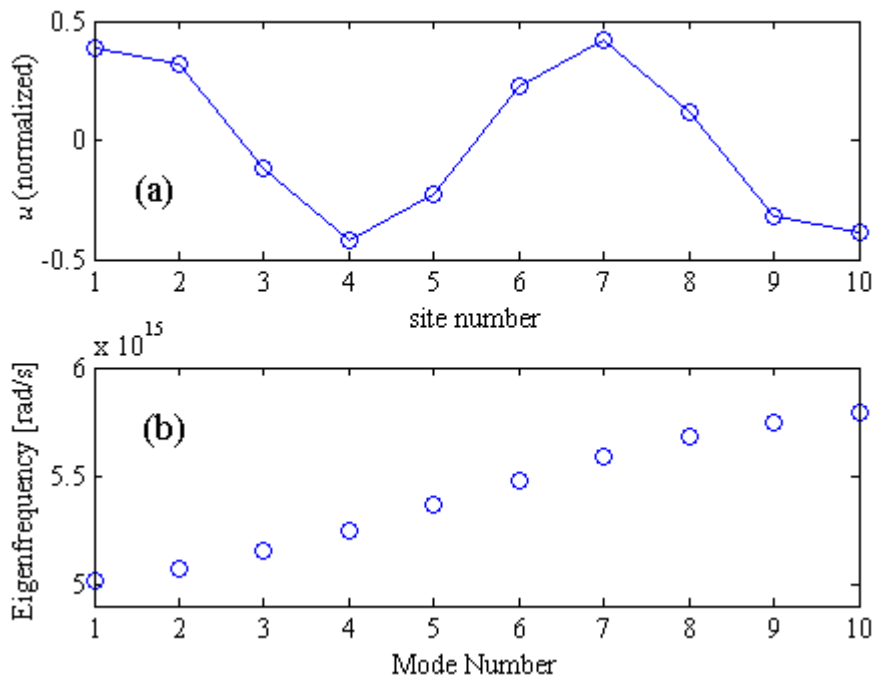 0.5
0
-0.5
u (normalized)
(a)
1 2 3 4 5 6 7 8 9 10
site number
x 10^15
6
5.5
5
Eigenfrequency [rad/s]
(b)
1 2 3 4 5 6 7 8 9 10
Mode Number